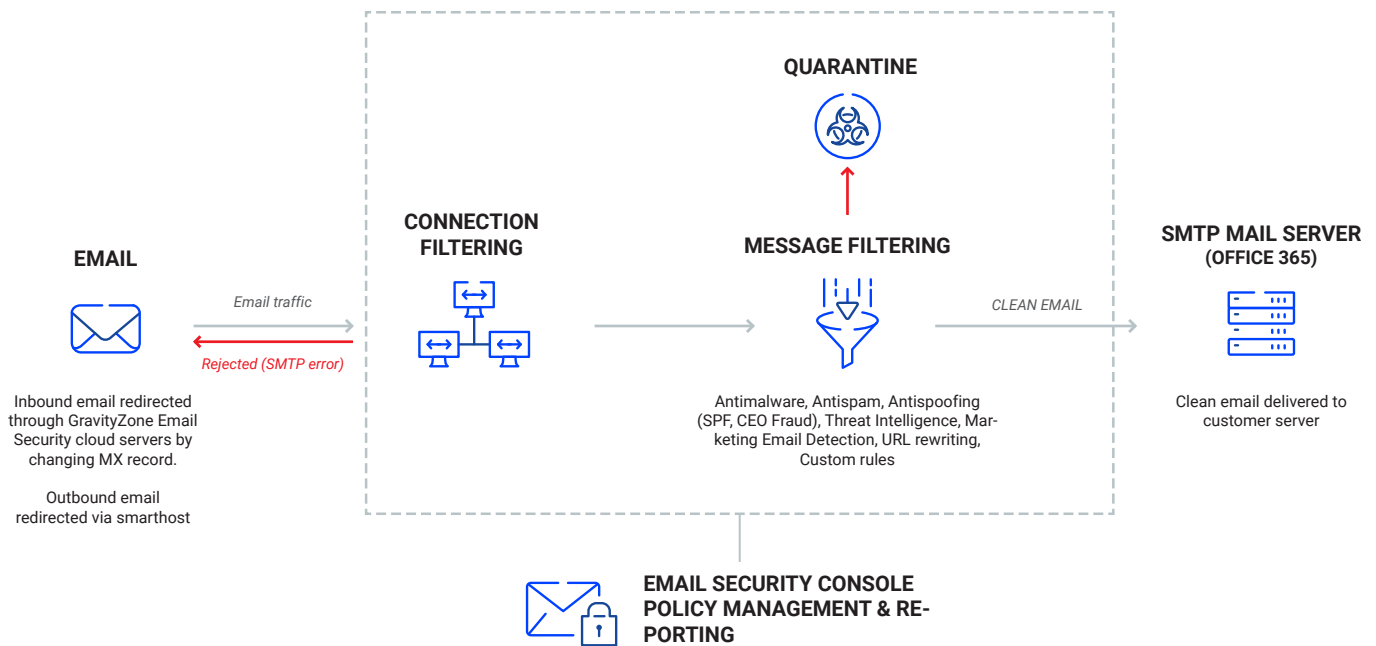 EMAIL
Email traffic
Rejected (SMTP error)
Inbound email redirected
through GravityZone Email
Security cloud servers by
changing MX record.
Outbound email
redirected via smarthost
CONNECTION
FILTERING
QUARANTINE
MESSAGE FILTERING
Antimalware, Antispam, Antispoofing
(SPF, CEO Fraud), Threat Intelligence, Mar-
keting Email Detection, URL rewriting,
Custom rules
CLEAN EMAIL
SMTP MAIL SERVER
(OFFICE 365)
Clean email delivered to
customer server
EMAIL SECURITY CONSOLE
POLICY MANAGEMENT & RE-
PORTING